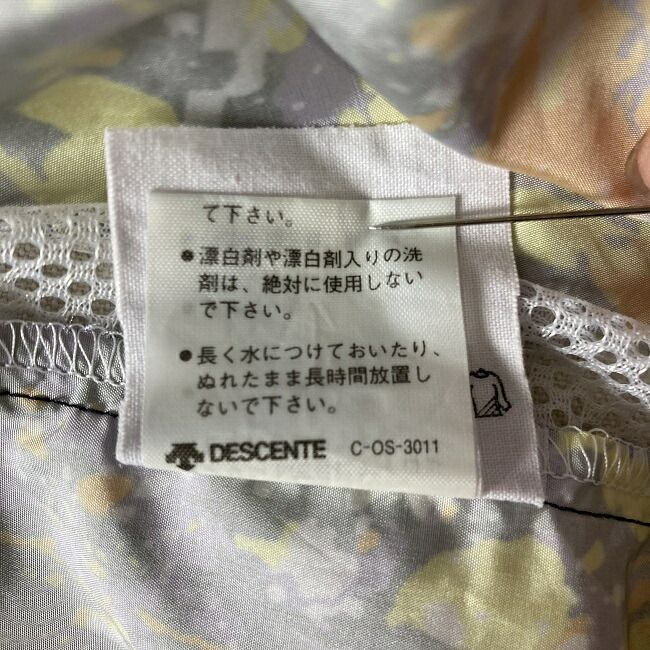 て下さい。
●漂白剤や漂白剤入りの洗
剤は、絶対に使用しない
で下さい。
●長く水につけておいたり、
ぬれたまま長時間放置し
ないで下さい。
DESCENTE C-OS-3011